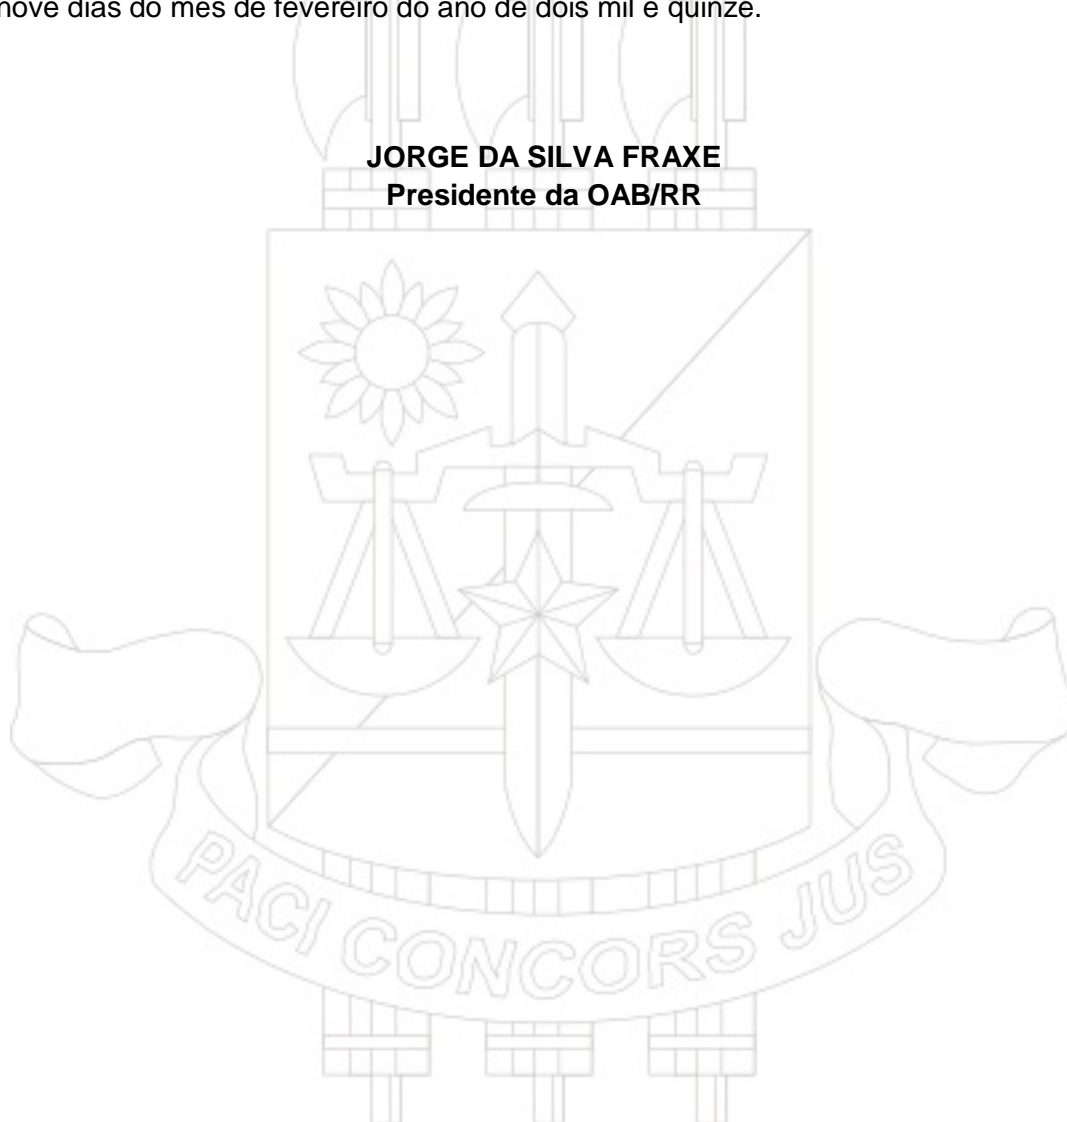 nove dias do mês de fevereiro do ano de dois mil e quinze.
JORGE DA SILVA FRAXE
Presidente da OAB/RR
PACI CONCORS JUS